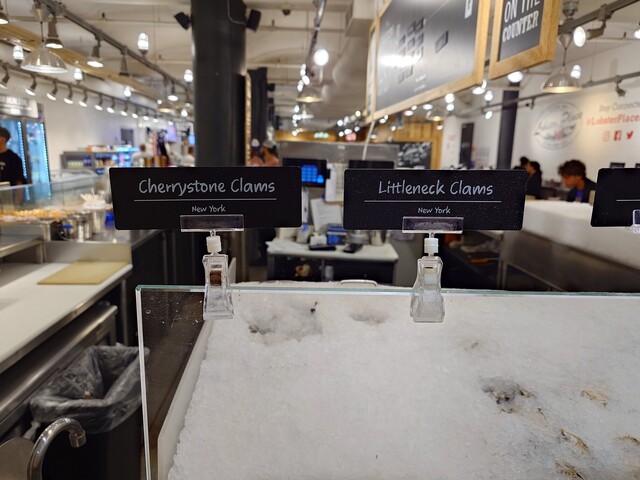 ON THE
COUNTER
#LobsterPlace
Cherrystone Clams
New York
Littleneck Clams
New York